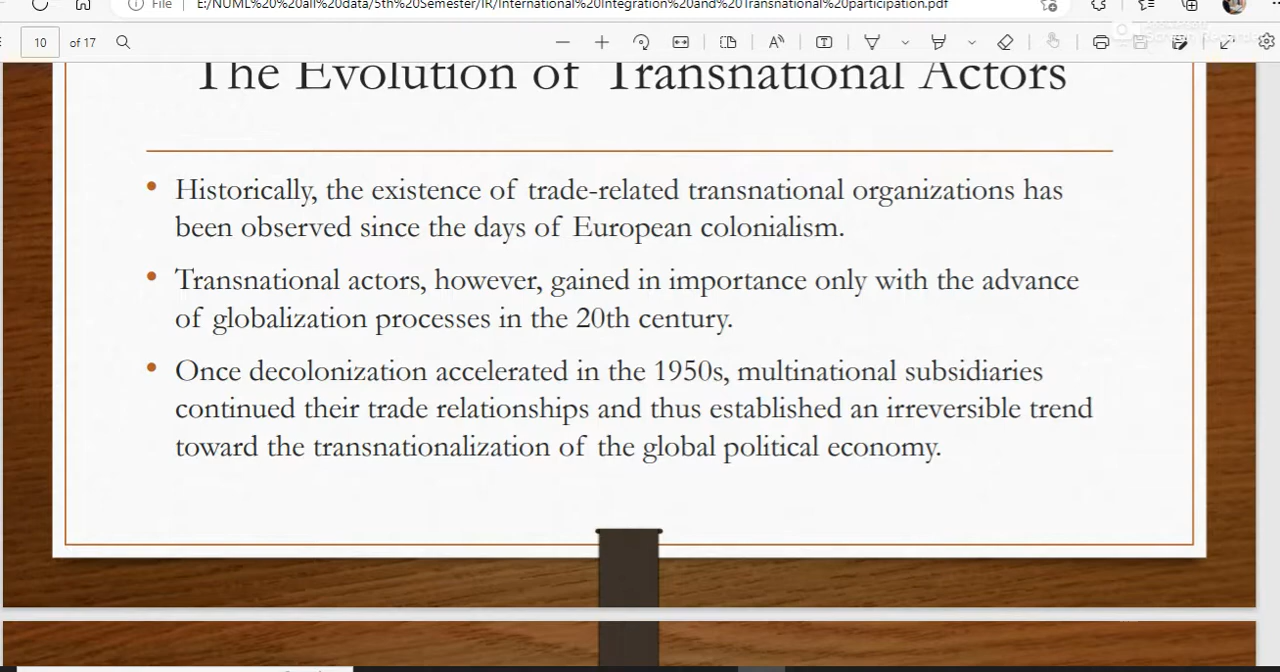 File E:/NUML%20%20all%20data/5th%20Semester/IR/International%20Integration%20and%20Transnational%20participation.pdf
10 of 17
The Evolution of Transnational Actors
• Historically, the existence of trade-related transnational organizations has
been observed since the days of European colonialism.
• Transnational actors, however, gained in importance only with the advance
of globalization processes in the 20th century.
• Once decolonization accelerated in the 1950s, multinational subsidiaries
continued their trade relationships and thus established an irreversible trend
toward the transnationalization of the global political economy.